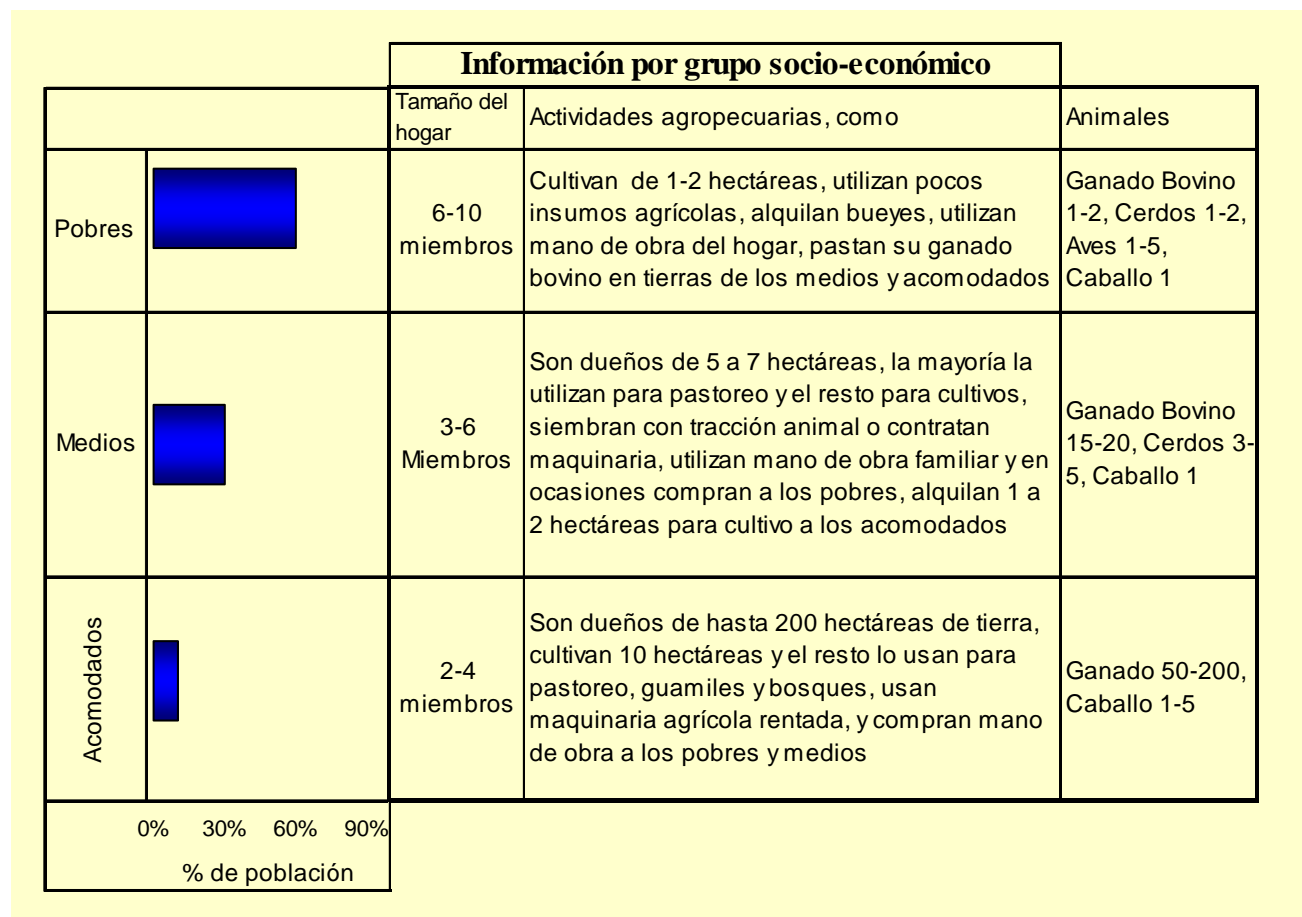 Información por grupo socio-económico
Tamaño del
hogar
Actividades agropecuarias, como
Animales
Pobres
6-10
miembros
Cultivan de 1-2 hectáreas, utilizan pocos
insumos agrícolas, alquilan bueyes, utilizan
mano de obra del hogar, pastan su ganado
bovino en tierras de los medios y acomodados
Ganado Bovino
1-2, Cerdos 1-2,
Aves 1-5,
Caballo 1
Medios
3-6
Miembros
Son dueños de 5 a 7 hectáreas, la mayoría la
utilizan para pastoreo y el resto para cultivos,
siembran con tracción animal o contratan
maquinaria, utilizan mano de obra familiar y en
ocasiones compran a los pobres, alquilan 1 a
2 hectáreas para cultivo a los acomodados
Ganado Bovino
15-20, Cerdos 3-
5, Caballo 1
Acomodados
2-4
miembros
Son dueños de hasta 200 hectáreas de tierra,
cultivan 10 hectáreas y el resto lo usan para
pastoreo, guamiles y bosques, usan
maquinaria agrícola rentada, y compran mano
de obra a los pobres y medios
Ganado 50-200,
Caballo 1-5
0% 30% 60% 90%
% de población